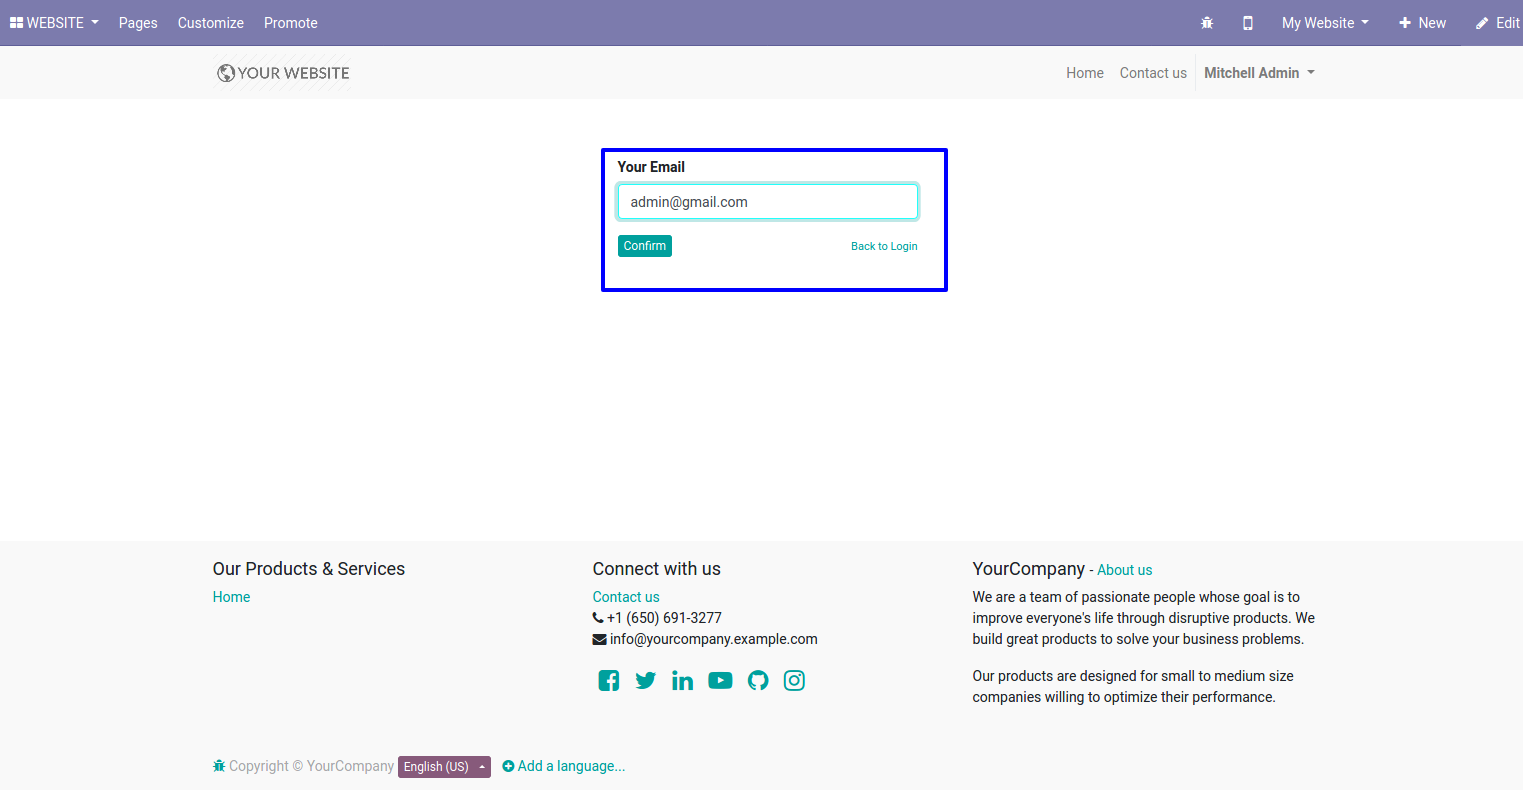 WEBSITE Pages Customize Promote My Website New Edit
YOUR WEBSITE Home Contact us Mitchell Admin
Your Email
admin@gmail.com
Confirm Back to Login
Our Products & Services
Home
Connect with us
Contact us
+1 (650) 691-3277
info@yourcompany.example.com
YourCompany - About us
We are a team of passionate people whose goal is to
improve everyone's life through disruptive products. We
build great products to solve your business problems.
Our products are designed for small to medium size
companies willing to optimize their performance.
Copyright © YourCompany English (US) Add a language...